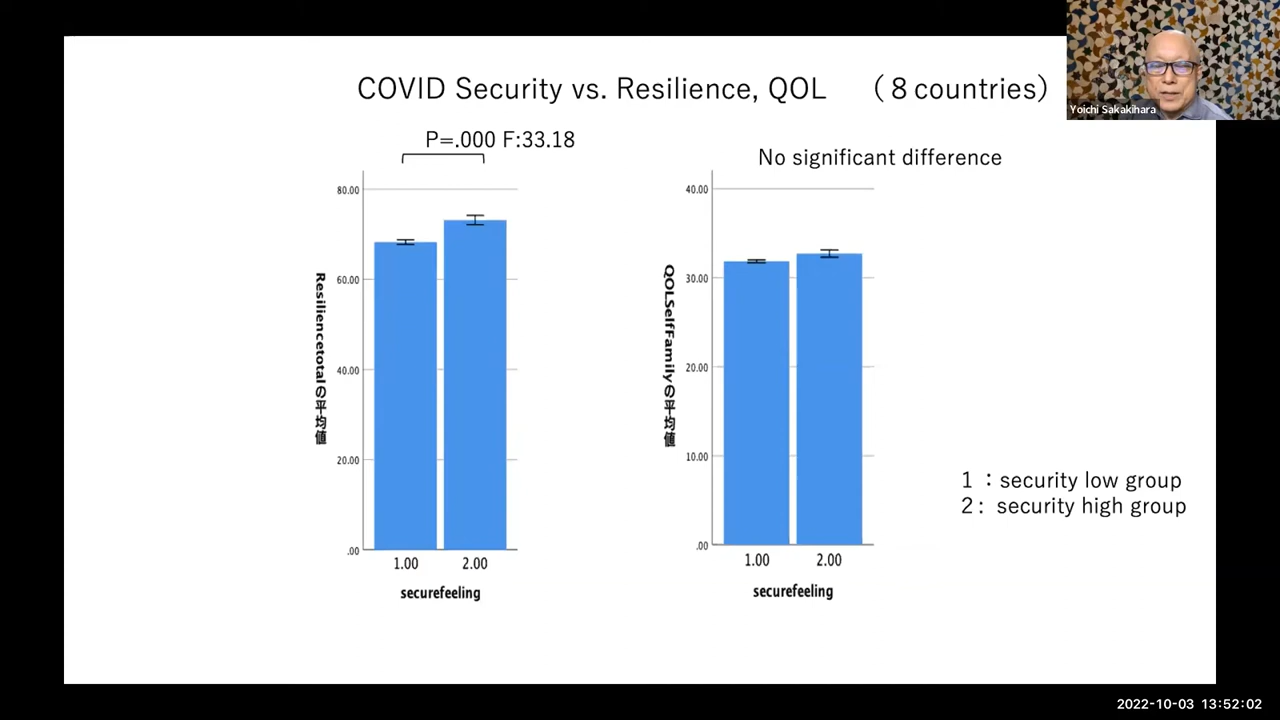 COVID Security vs. Resilience, QOL （8 countries）
Yoichi Sakakihara
P=.000 F:33.18
80.00
60.00
40.00
20.00
.00
Resiliencetotalの平均値
1.00 2.00
securefeeling
No significant difference
40.00
30.00
20.00
10.00
.00
QOLSelfFamilyの平均値
1.00 2.00
securefeeling
1 ：security low group
2： security high group
2022-10-03 13:52:02